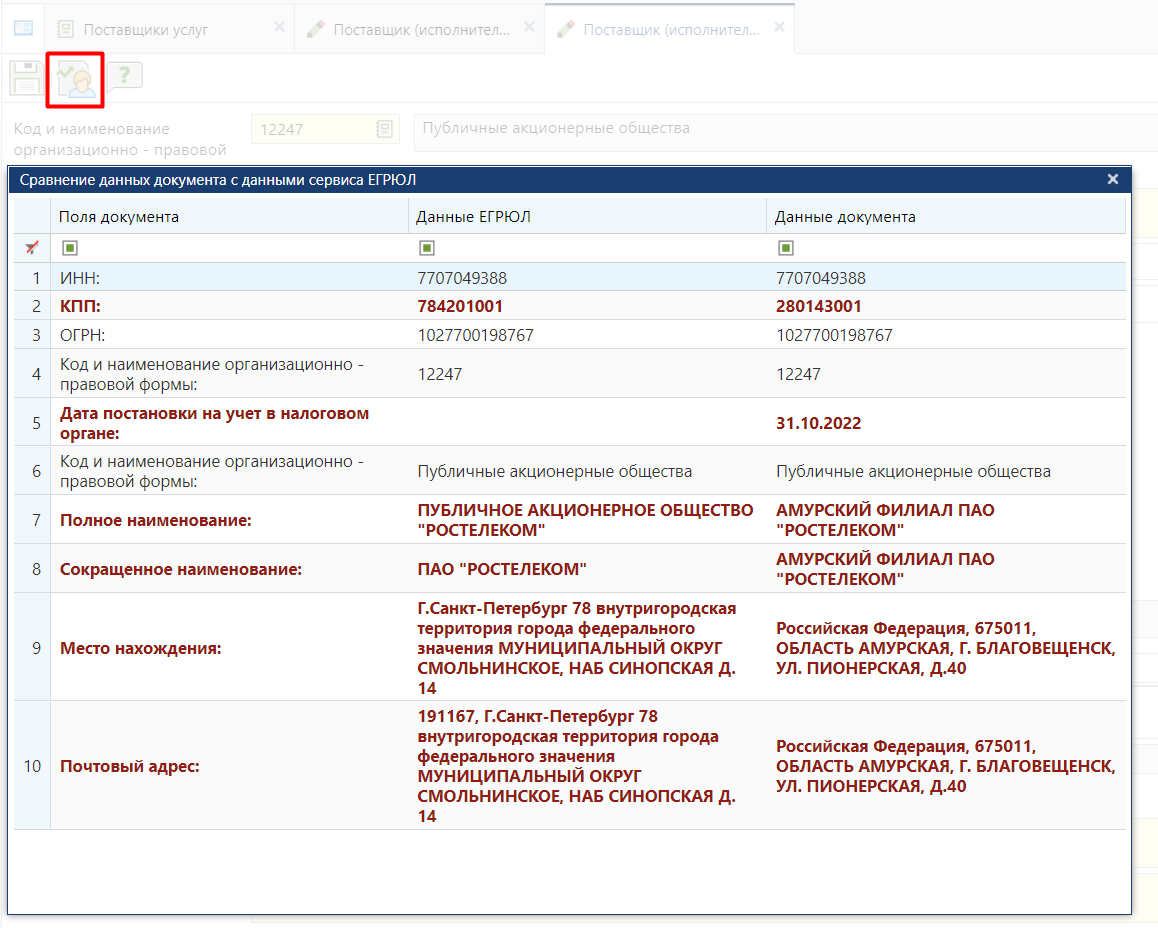 Поставщики услуг
Поставщик (исполнител...
Поставщик (исполнител...
?
Код и наименование
организационно - правовой
12247
Публичные акционерные общества
Сравнение данных документа с данными сервиса ЕГРЮЛ
Поля документа Данные ЕГРЮЛ Данные документа
1 ИНН: 7707049388 7707049388
2 КПП: 784201001 280143001
3 ОГРН: 1027700198767 1027700198767
4 Код и наименование организационно -
правовой формы: 12247 12247
5 Дата постановки на учет в налоговом
органе: 31.10.2022
6 Код и наименование организационно -
правовой формы: Публичные акционерные общества Публичные акционерные общества
7 Полное наименование:
ПУБЛИЧНОЕ АКЦИОНЕРНОЕ ОБЩЕСТВО
"РОСТЕЛЕКОМ"
АМУРСКИЙ ФИЛИАЛ ПАО
"РОСТЕЛЕКОМ"
8 Сокращенное наименование:
ПАО "РОСТЕЛЕКОМ"
АМУРСКИЙ ФИЛИАЛ ПАО
"РОСТЕЛЕКОМ"
9 Место нахождения:
Г.Санкт-Петербург 78 внутригородская
территория города федерального
значения МУНИЦИПАЛЬНЫЙ ОКРУГ
СМОЛЬНИНСКОЕ, НАБ СИНОПСКАЯ Д.
14
Российская Федерация, 675011,
ОБЛАСТЬ АМУРСКАЯ, Г. БЛАГОВЕЩЕНСК,
УЛ. ПИОНЕРСКАЯ, Д.40
10 Почтовый адрес:
191167, Г.Санкт-Петербург 78
внутригородская территория города
федерального значения
МУНИЦИПАЛЬНЫЙ ОКРУГ
СМОЛЬНИНСКОЕ, НАБ СИНОПСКАЯ Д.
14
Российская Федерация, 675011,
ОБЛАСТЬ АМУРСКАЯ, Г. БЛАГОВЕЩЕНСК,
УЛ. ПИОНЕРСКАЯ, Д.40